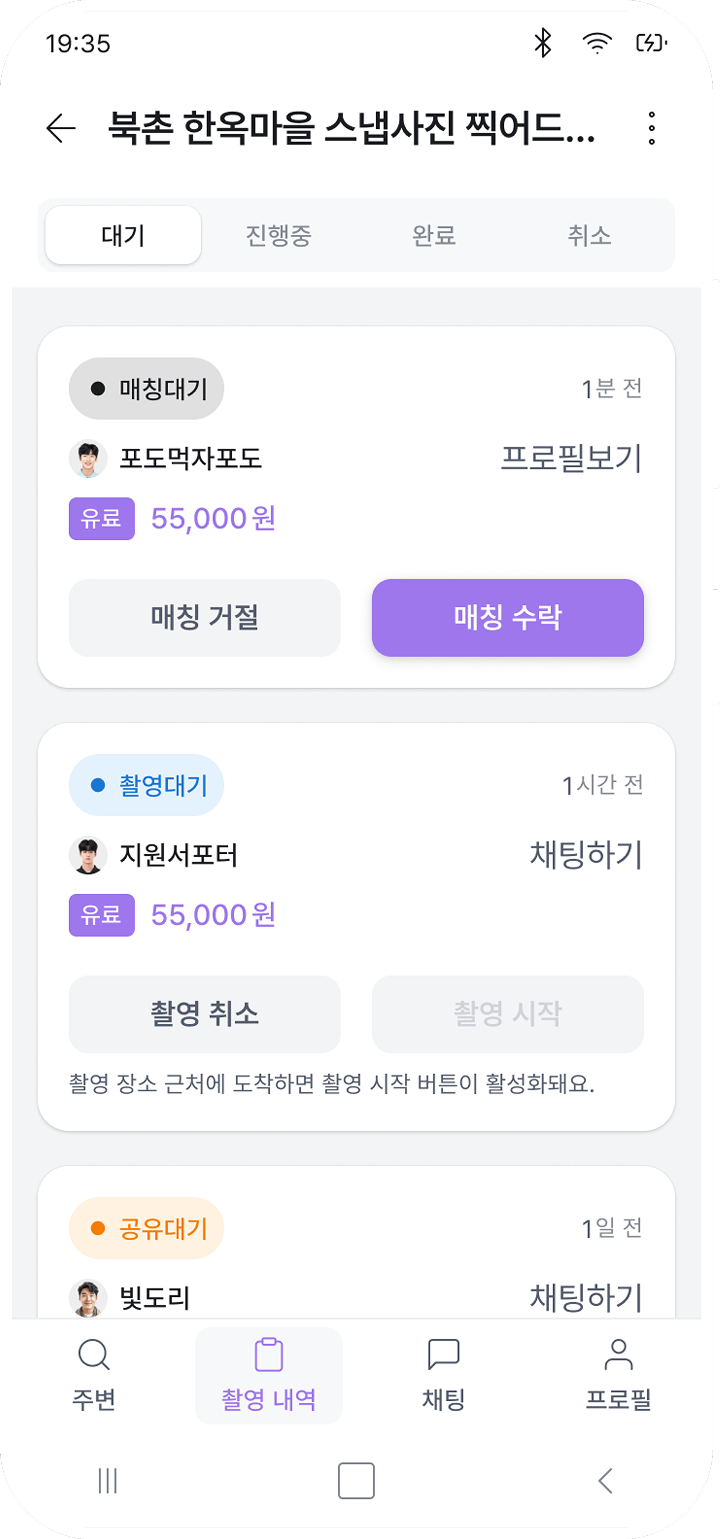 19:35
북촌 한옥마을 스냅사진 찍어드...
대기 진행중 완료 취소
매칭대기 1분 전
포도먹자포도 프로필보기
유료 55,000원
매칭 거절 매칭 수락
촬영대기 1시간 전
지원서포터 채팅하기
유료 55,000원
촬영 취소 촬영 시작
촬영 장소 근처에 도착하면 촬영 시작 버튼이 활성화돼요.
공유대기 1일 전
빛도리 채팅하기
주변 촬영 내역 채팅 프로필